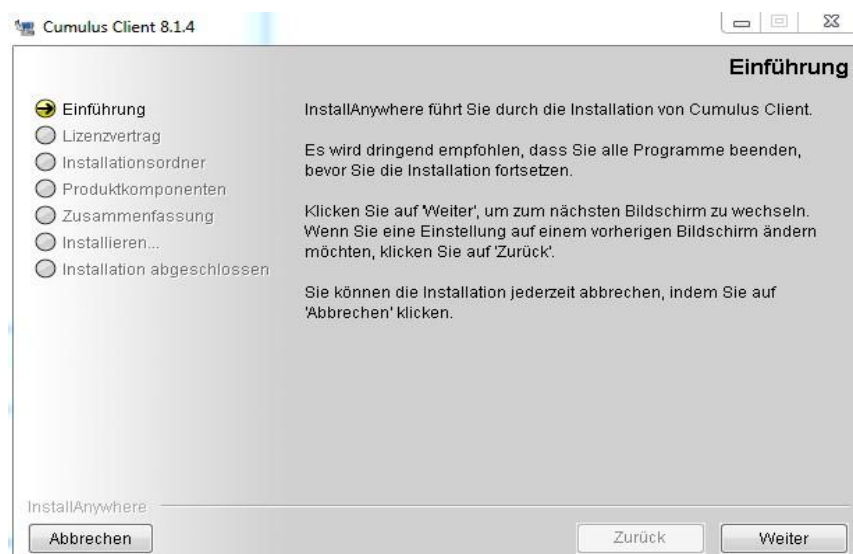 Cumulus Client 8.1.4
Einführung
Einführung
Lizenzvertrag
Installationsordner
Produktkomponenten
Zusammenfassung
Installieren...
Installation abgeschlossen
InstallAnywhere führt Sie durch die Installation von Cumulus Client.
Es wird dringend empfohlen, dass Sie alle Programme beenden,
bevor Sie die Installation fortsetzen.
Klicken Sie auf 'Weiter', um zum nächsten Bildschirm zu wechseln.
Wenn Sie eine Einstellung auf einem vorherigen Bildschirm ändern
möchten, klicken Sie auf 'Zurück'.
Sie können die Installation jederzeit abbrechen, indem Sie auf
'Abbrechen' klicken.
InstallAnywhere
Abbrechen
Zurück
Weiter